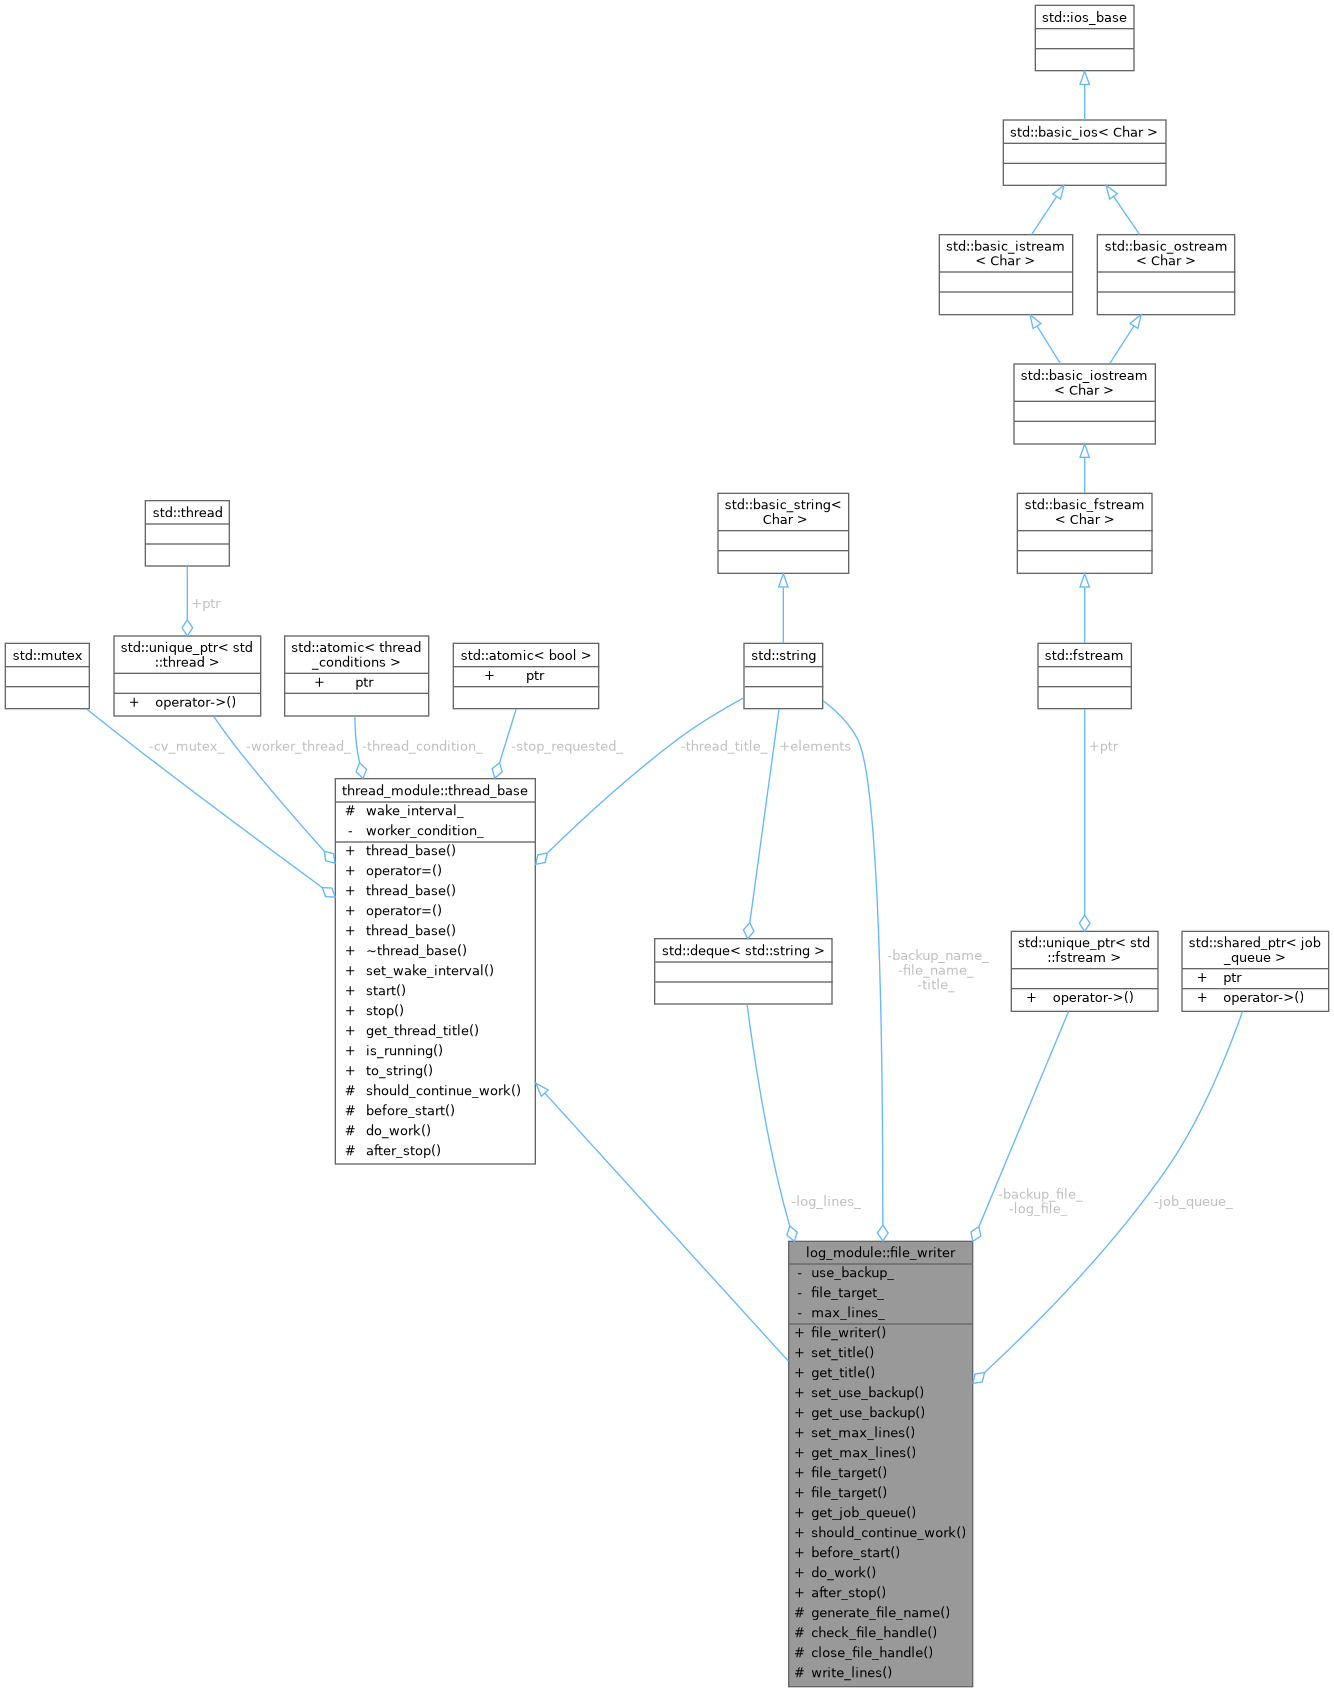 std::ios_base
std::basic_ios< Char >
std::basic_istream
< Char >
std::basic_ostream
< Char >
std::basic_iostream
< Char >
std::basic_string<
Char >
std::basic_fstream
< Char >
std::thread
+ptr
std::mutex
std::unique_ptr< std
::thread >
+ operator->()
std::atomic< thread
_conditions >
+ ptr
std::atomic< bool >
+ ptr
std::string
std::fstream
-cv_mutex_
-worker_thread_
-thread_condition_
-stop_requested_
-thread_title_
+elements
+ptr
thread_module::thread_base
# wake_interval_
- worker_condition_
+ thread_base()
+ operator=()
+ thread_base()
+ operator=()
+ thread_base()
+ ~thread_base()
+ set_wake_interval()
+ start()
+ stop()
+ get_thread_title()
+ is_running()
+ to_string()
# should_continue_work()
# before_start()
# do_work()
# after_stop()
std::deque< std::string >
-backup_name_
-file_name_
-title_
std::unique_ptr< std
::fstream >
+ operator->()
std::shared_ptr< job
_queue >
+ ptr
+ operator->()
-log_lines_
-backup_file_
-log_file_
-job_queue_
log_module::file_writer
- use_backup_
- file_target_
- max_lines_
+ file_writer()
+ set_title()
+ get_title()
+ set_use_backup()
+ get_use_backup()
+ set_max_lines()
+ get_max_lines()
+ file_target()
+ file_target()
+ get_job_queue()
+ should_continue_work()
+ before_start()
+ do_work()
+ after_stop()
# generate_file_name()
# check_file_handle()
# close_file_handle()
# write_lines()